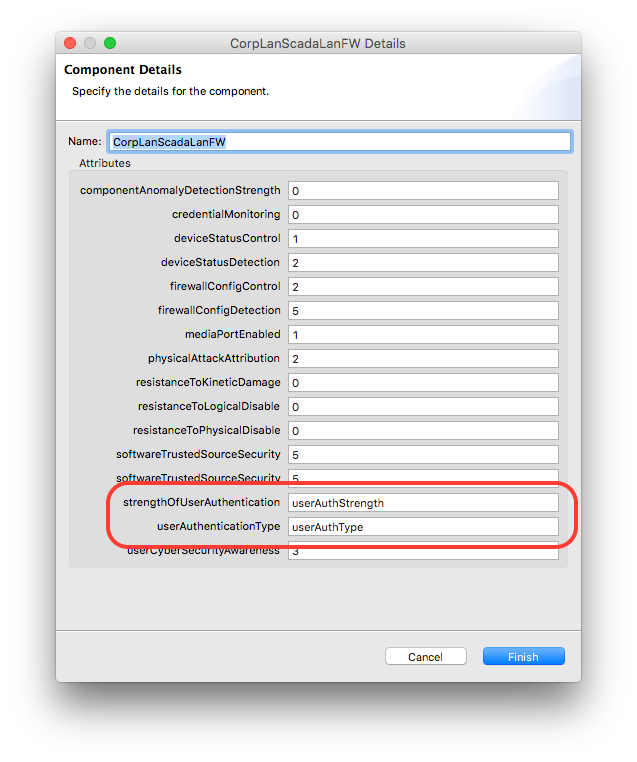 CorpLanScadaLanFW Details
Component Details
Specify the details for the component.
Name: CorpLanScadaLanFW
Attributes
componentAnomalyDetectionStrength 0
credentialMonitoring 0
deviceStatusControl 1
deviceStatusDetection 2
firewallConfigControl 2
firewallConfigDetection 5
mediaPortEnabled 1
physicalAttackAttribution 2
resistanceToKineticDamage 0
resistanceToLogicalDisable 0
resistanceToPhysicalDisable 0
softwareTrustedSourceSecurity 5
softwareTrustedSourceSecurity 5
strengthOfUserAuthentication userAuthStrength
userAuthenticationType userAuthType
userCyberSecurityAwareness 3
Cancel Finish